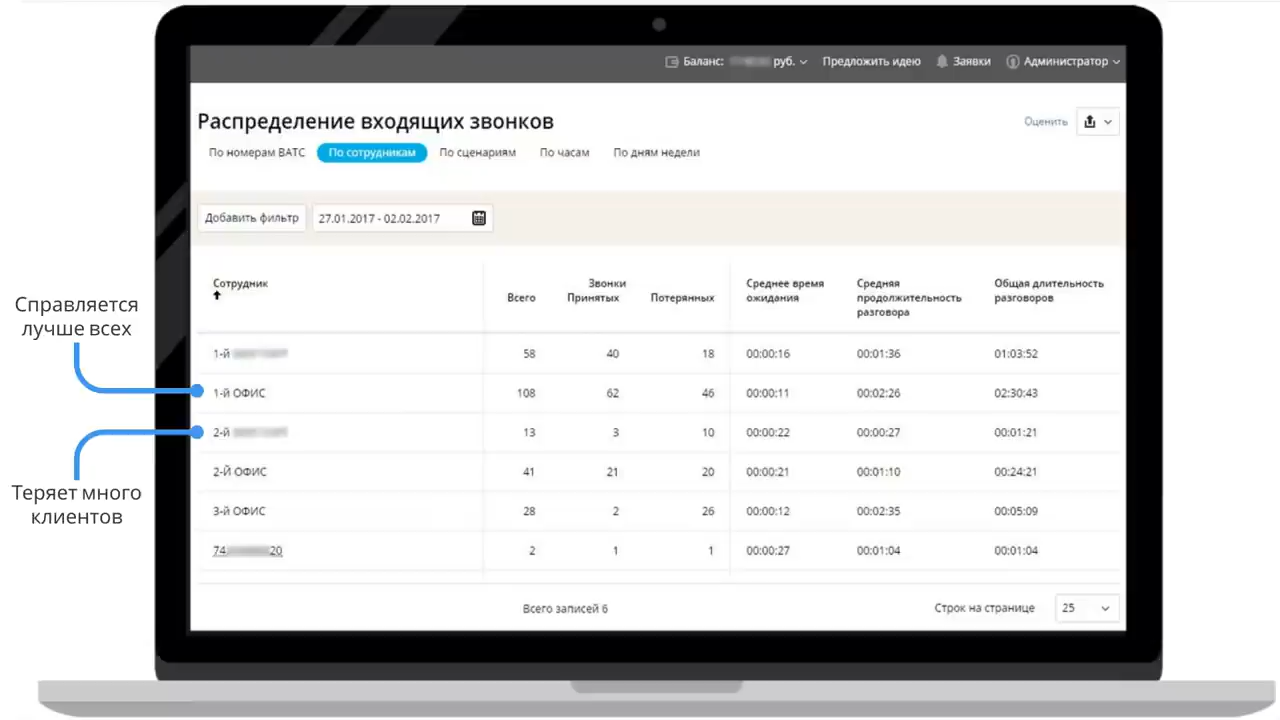 Баланс: руб. Предложить идею Заявки Администратор
Распределение входящих звонков
Оценить
По номерам ВАТС По сотрудникам По сценариям По часам По дням недели
Добавить фильтр 27.01.2017 - 02.02.2017
Справляется
лучше всех
Теряет много
клиентов
Сотрудник Звонки Среднее время Средняя Общая длительность
Всего Принятых Потерянных ожидания продолжительность разговоров
разговора
1-й 58 40 18 00:00:16 00:01:36 01:03:52
1-й ОФИС 108 62 46 00:00:11 00:02:26 02:30:43
2-й 13 3 10 00:00:22 00:00:27 00:01:21
2-Й ОФИС 41 21 20 00:00:21 00:01:10 00:24:21
3-й ОФИС 28 2 26 00:00:12 00:02:35 00:05:09
74 20 2 1 1 00:00:27 00:01:04 00:01:04
Всего записей 6 Строк на странице 25